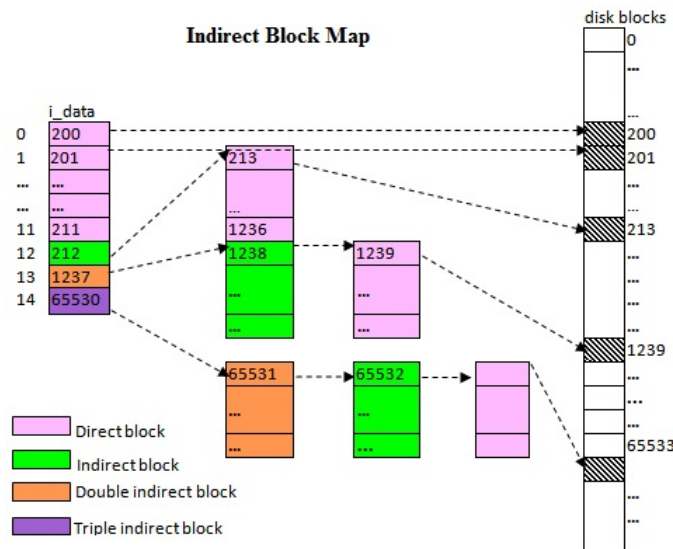 disk blocks
Indirect Block Map
0
...
...
i_data
0 200 200
1 201 213 201
... ... ...
... ... ... ...
11 211 1236 213
12 212 1238 1239 ...
13 1237 ...
14 65530 ... ... ...
... ... ...
1239
65531 65532 ...
... ... ...
...
... ... 65533
Direct block
Indirect block
Double indirect block
Triple indirect block
...
...